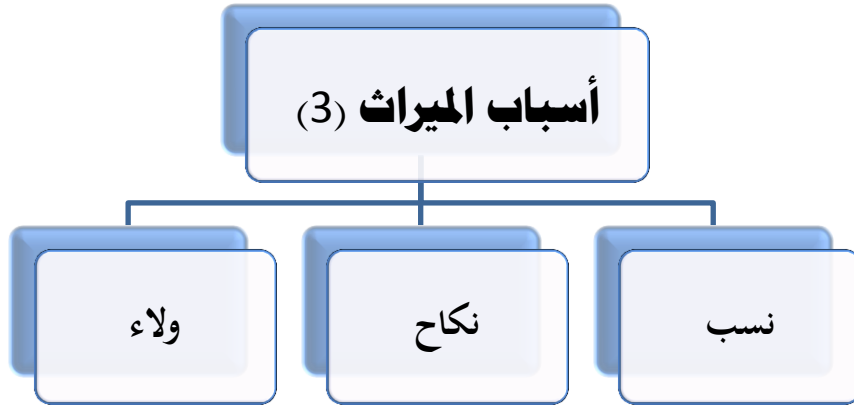 أسباب الميراث (3)
نسب
نكاح
ولاء